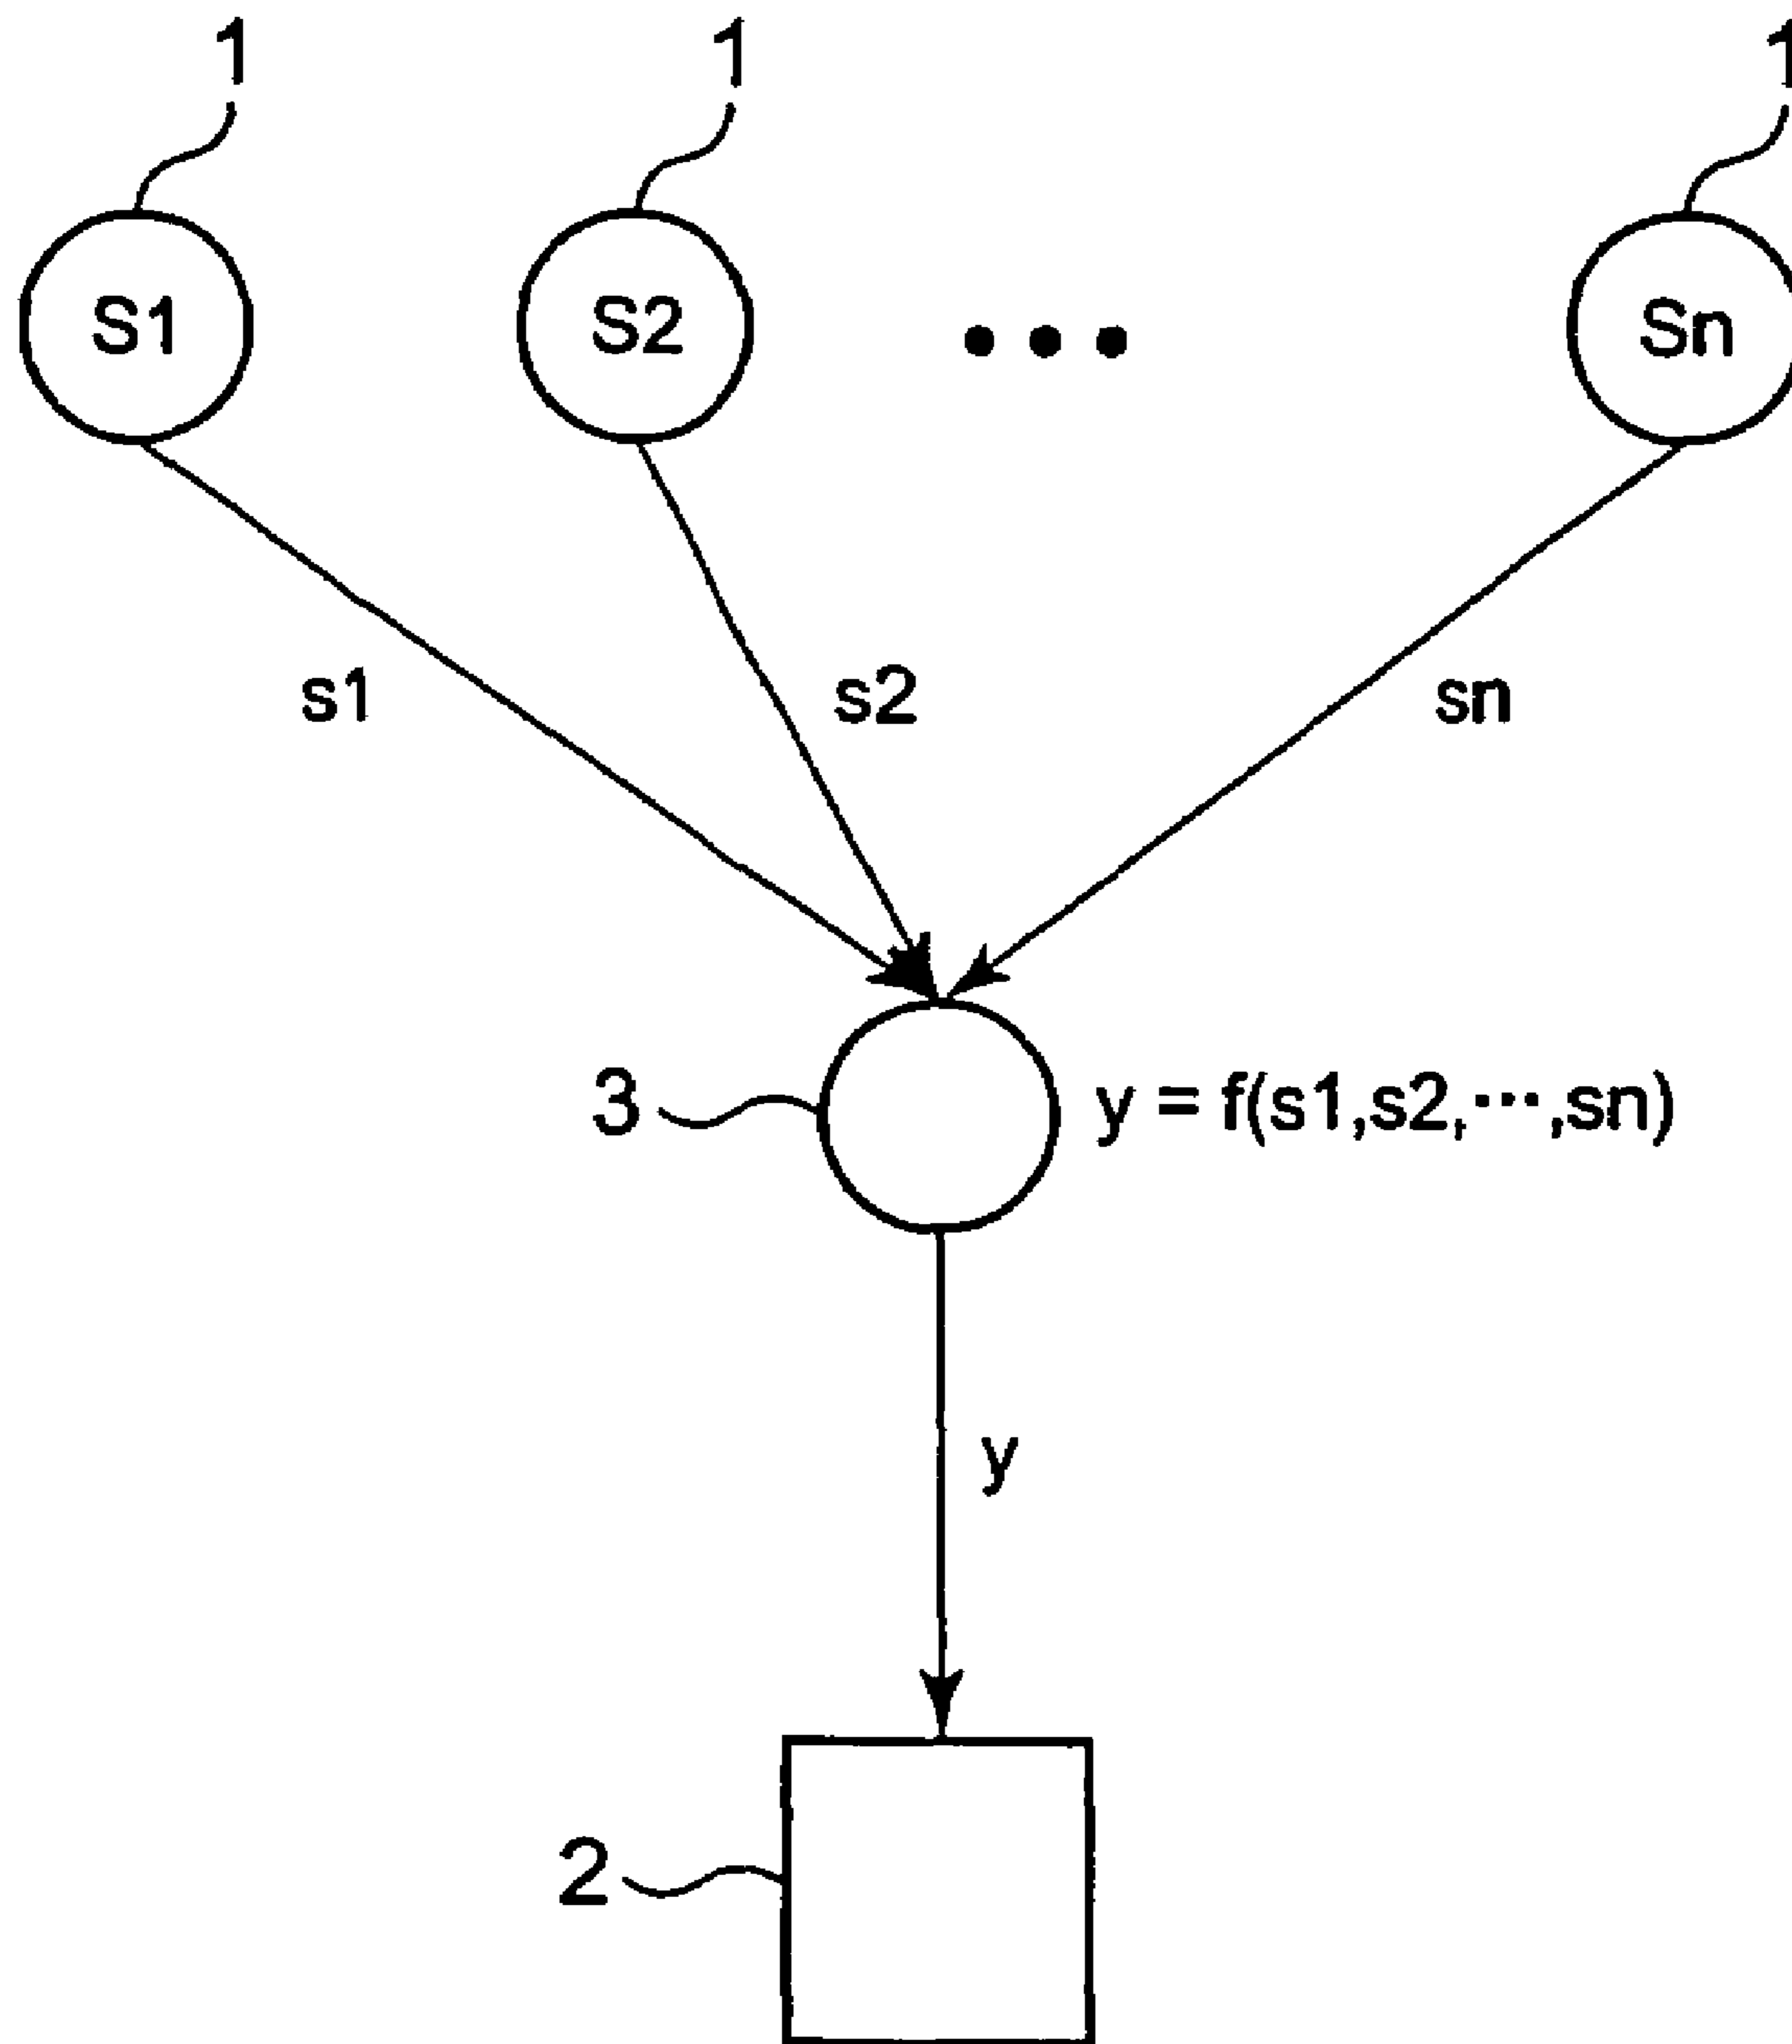 1 1 1
S1 S2 ••• Sn
s1 s2 sn
3 y = f(s1,s2,⋯,sn)
y
2